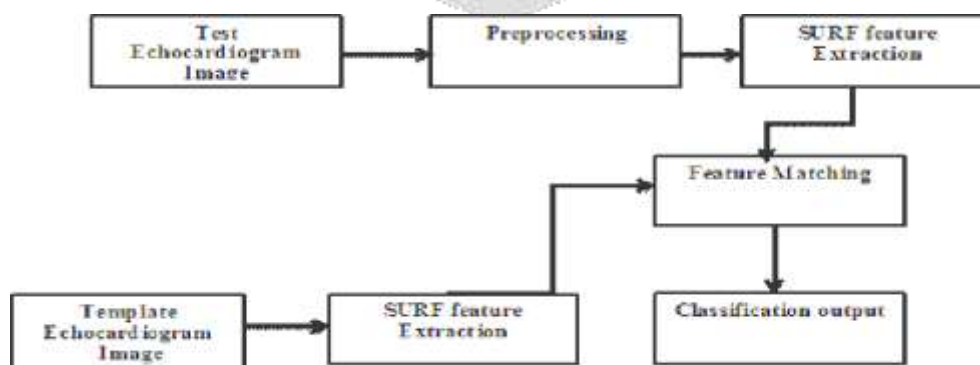 Test
Echocardiogram
Image
Preprocessing
SURF feature
Extraction
Feature Matching
Template
Echocardiogram
Image
SURF feature
Extraction
Classification output